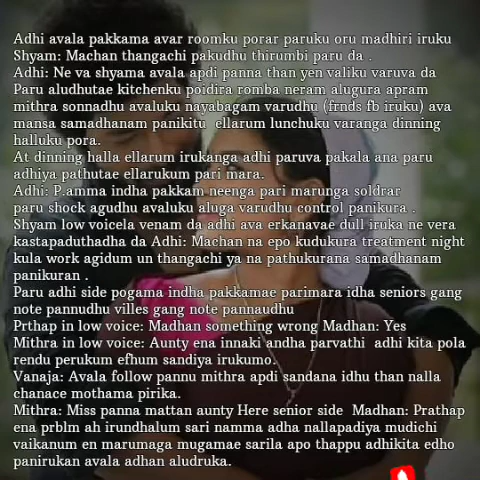 Adhi avala pakkama avar roomku porar paruku oru madhiri iruku
Shyam: Machan thangachi pakudhu thirumbi paru da .
Adhi: Ne va shyama avala apdi panna than yen valiku varuva da
Paru aludhutae kitchenku poidira romba neram alugura apram
mithra sonnadhu avaluku nayabagam varudhu (frnds fb iruku) ava
mansa samadhanam panikitu ellarum lunchuku varanga dinning
halluku pora.
At dinning halla ellarum irukanga adhi paruva pakala ana paru
adhiya pathutae ellarukum pari mara.
Adhi: P.amma indha pakkam neenga pari marunga soldrar
paru shock agudhu avaluku aluga varudhu control panikura .
Shyam low voicela venam da adhi ava erkanavae dull iruka ne vera
kastapaduthadha da Adhi: Machan na epo kudukura treatment night
kula work agidum un thangachi ya na pathukurana samadhanam
panikuran .
Paru adhi side pogama indha pakkamae parimara idha seniors gang
note pannudhu villes gang note pannaudhu
Prthap in low voice: Madhan something wrong Madhan: Yes
Mithra in low voice: Aunty ena innaki andha parvathi adhi kita pola
rendu perukum efhum sandiya irukumo.
Vanaja: Avala follow pannu mithra apdi sandana idhu than nalla
chanace mothama pirika.
Mithra: Miss panna mattan aunty Here senior side Madhan: Prathap
ena prblm ah irundhalum sari namma adha nallapadiya mudichi
vaikanum en marumaga mugamae sarila apo thappu adhikita edho
panirukan avala adhan aludruka.